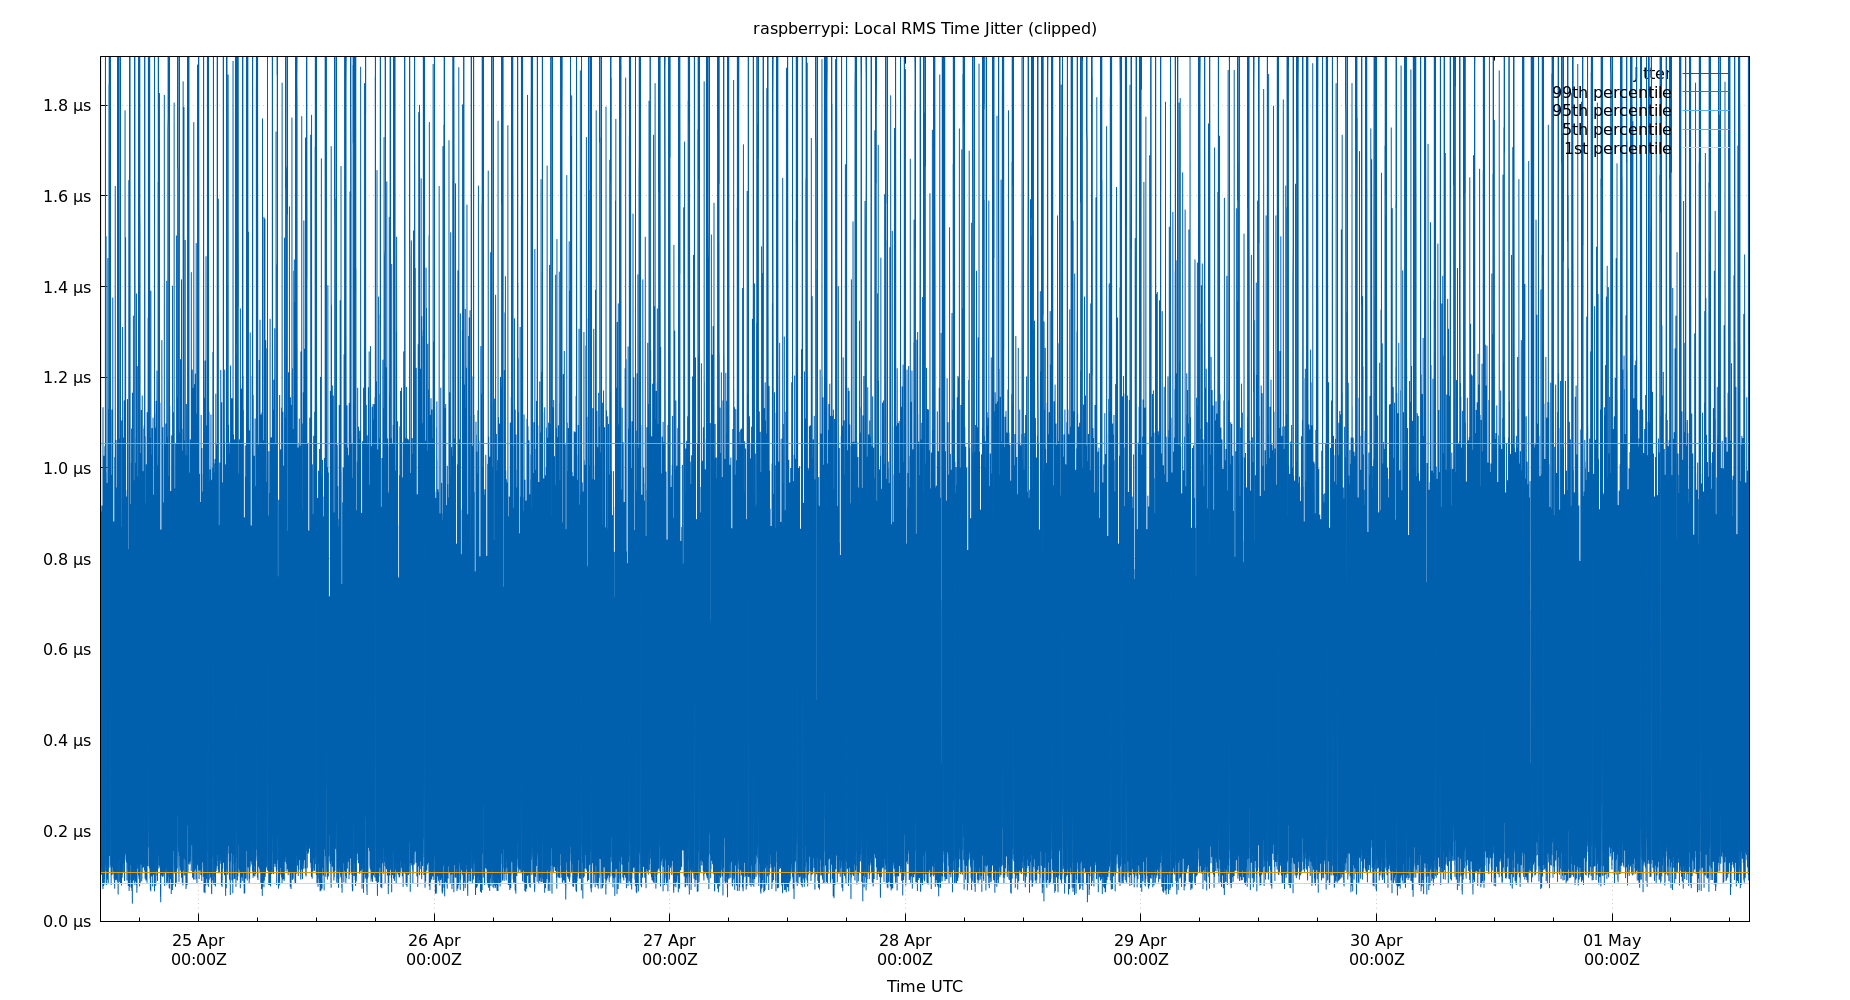 raspberrypi: Local RMS Time Jitter (clipped)
Jitter
99th percentile
95th percentile
5th percentile
1st percentile
1.8 µs
1.6 µs
1.4 µs
1.2 µs
1.0 µs
0.8 µs
0.6 µs
0.4 µs
0.2 µs
0.0 µs
25 Apr 26 Apr 27 Apr 28 Apr 29 Apr 30 Apr 01 May
00:00Z 00:00Z 00:00Z 00:00Z 00:00Z 00:00Z 00:00Z
Time UTC